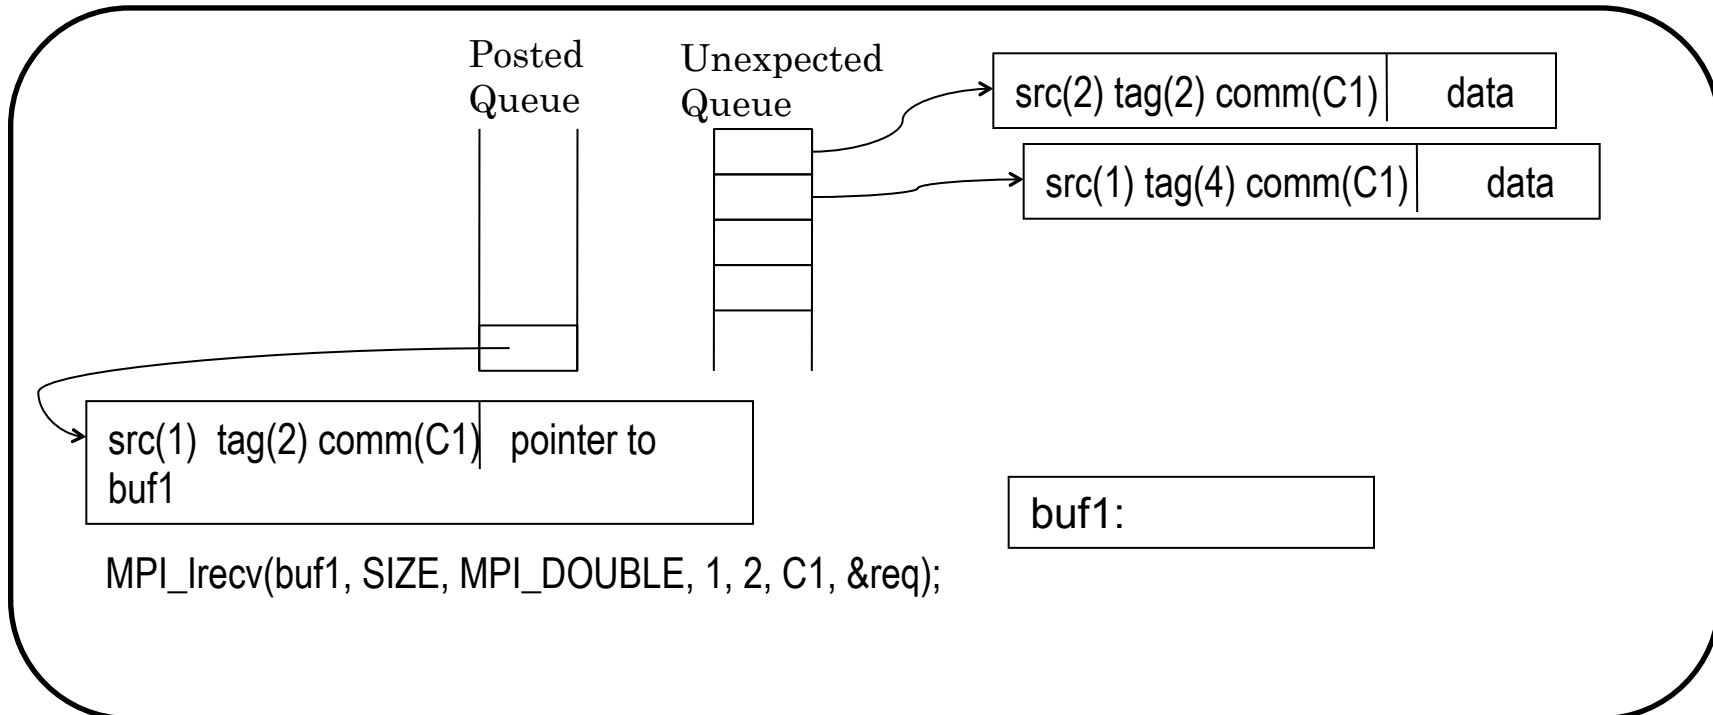 Posted
Queue
Unexpected
Queue
src(2) tag(2) comm(C1) data
src(1) tag(4) comm(C1) data
src(1) tag(2) comm(C1) pointer to
buf1
buf1:
MPI_Irecv(buf1, SIZE, MPI_DOUBLE, 1, 2, C1, &req);